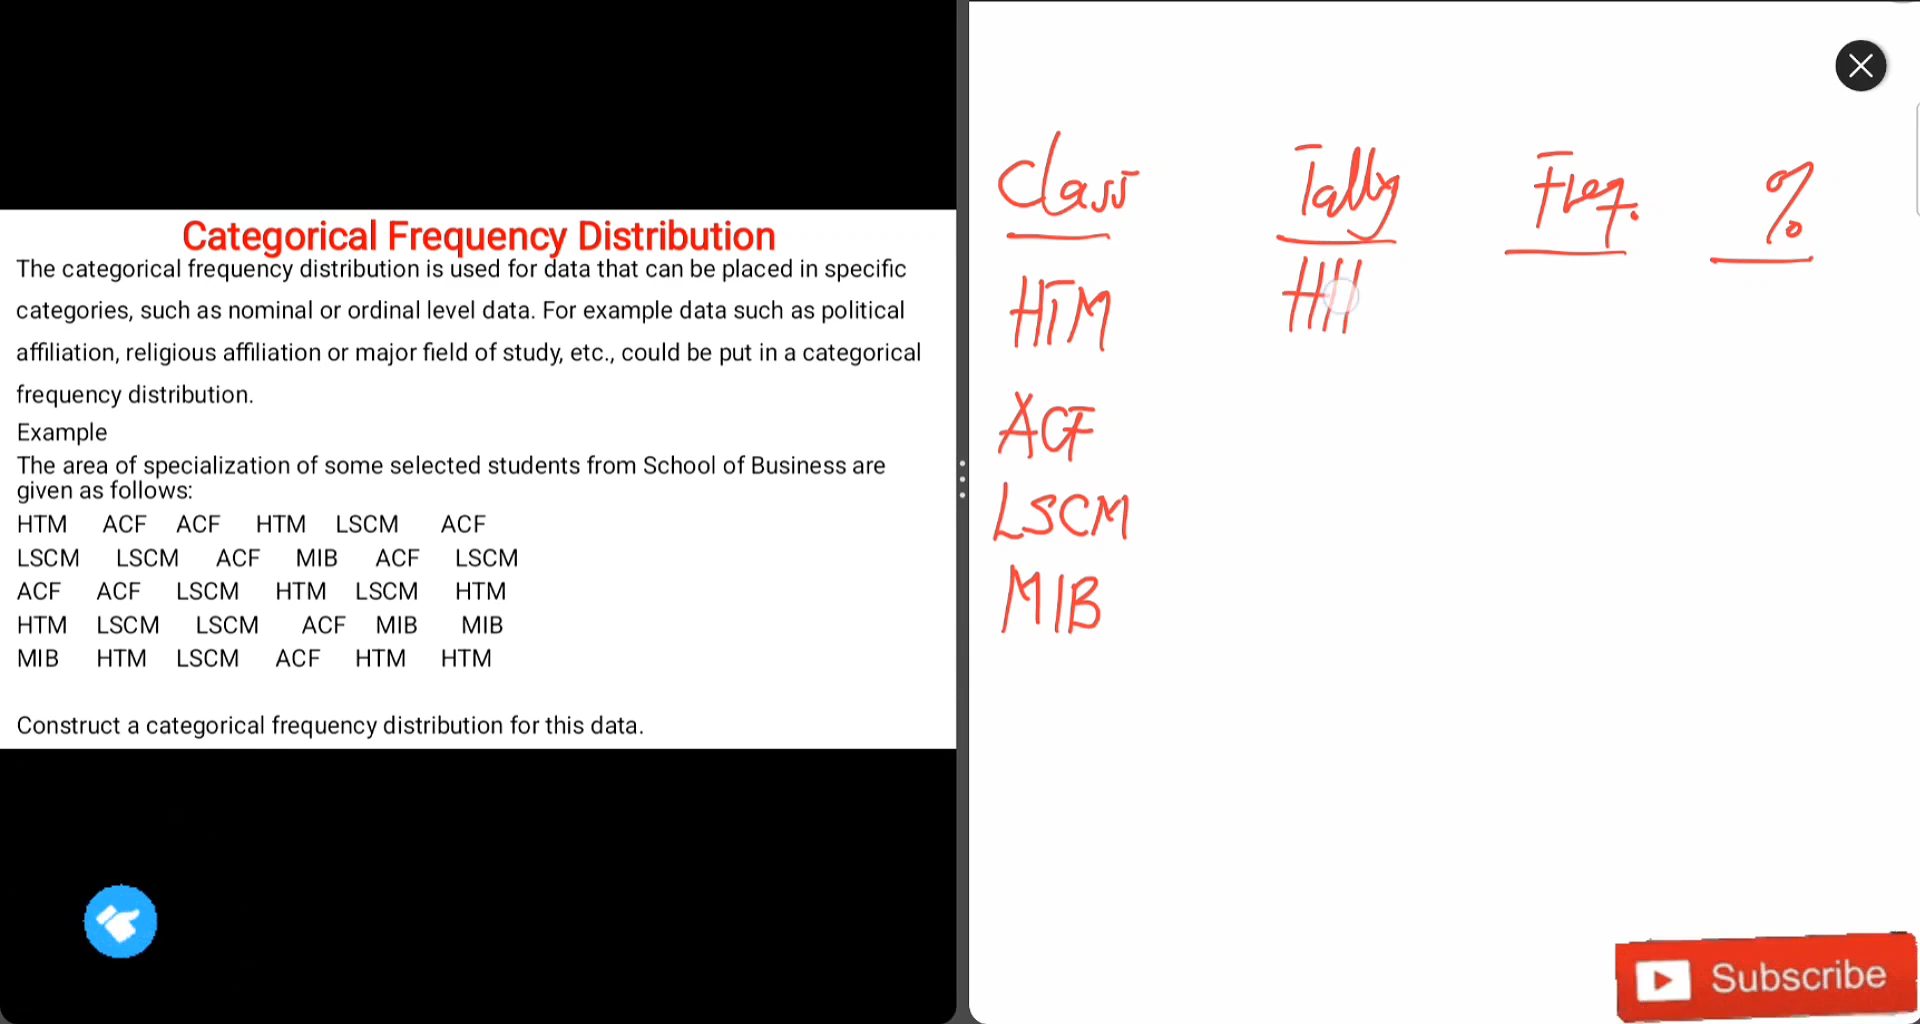 Categorical Frequency Distribution
The categorical frequency distribution is used for data that can be placed in specific
categories, such as nominal or ordinal level data. For example data such as political
affiliation, religious affiliation or major field of study, etc., could be put in a categorical
frequency distribution.
Example
The area of specialization of some selected students from School of Business are
given as follows:
HTM ACF ACF HTM LSCM ACF
LSCM LSCM ACF MIB ACF LSCM
ACF ACF LSCM HTM LSCM HTM
HTM LSCM LSCM ACF MIB MIB
MIB HTM LSCM ACF HTM HTM
Construct a categorical frequency distribution for this data.
Class Tally Freq. %
HTM
ACF
LSCM
MIB
Subscribe